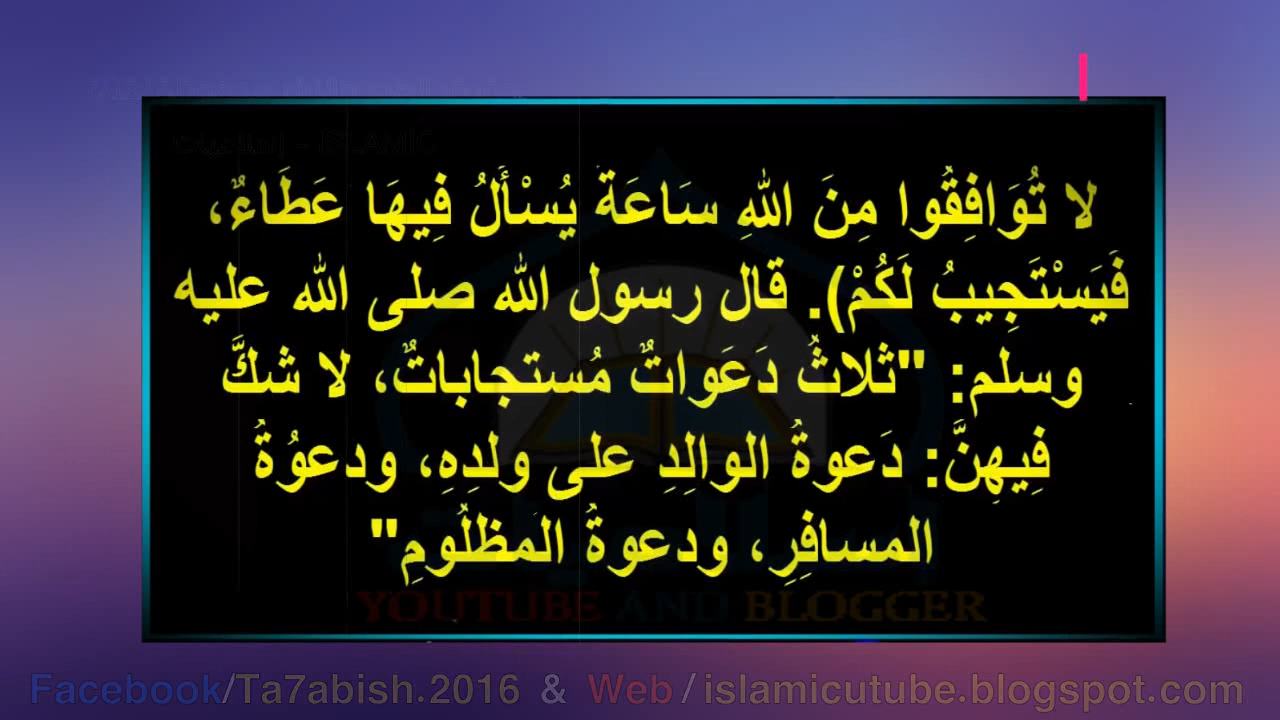 لا تُوَافِقُوا مِنَ اللهِ سَاعَة يُسْأَلُ فِيهَا عَطَاءٌ،
فَيَسْتَجِيبُ لَكُمْ). قال رسول الله صلى الله عليه
وسلم: "ثلاثُ دَعَواتٌ مُستجاباتٌ، لا شكَّ
فِيهِنَّ: دَعوةُ الوالِدِ على ولدِهِ، ودعوُةُ
المسافِرِ، ودعوةُ المَظلُومِ"
YOUTUBE AND BLOGGER
Facebook/Ta7abish.2016 & Web / islamicutube.blogspot.com